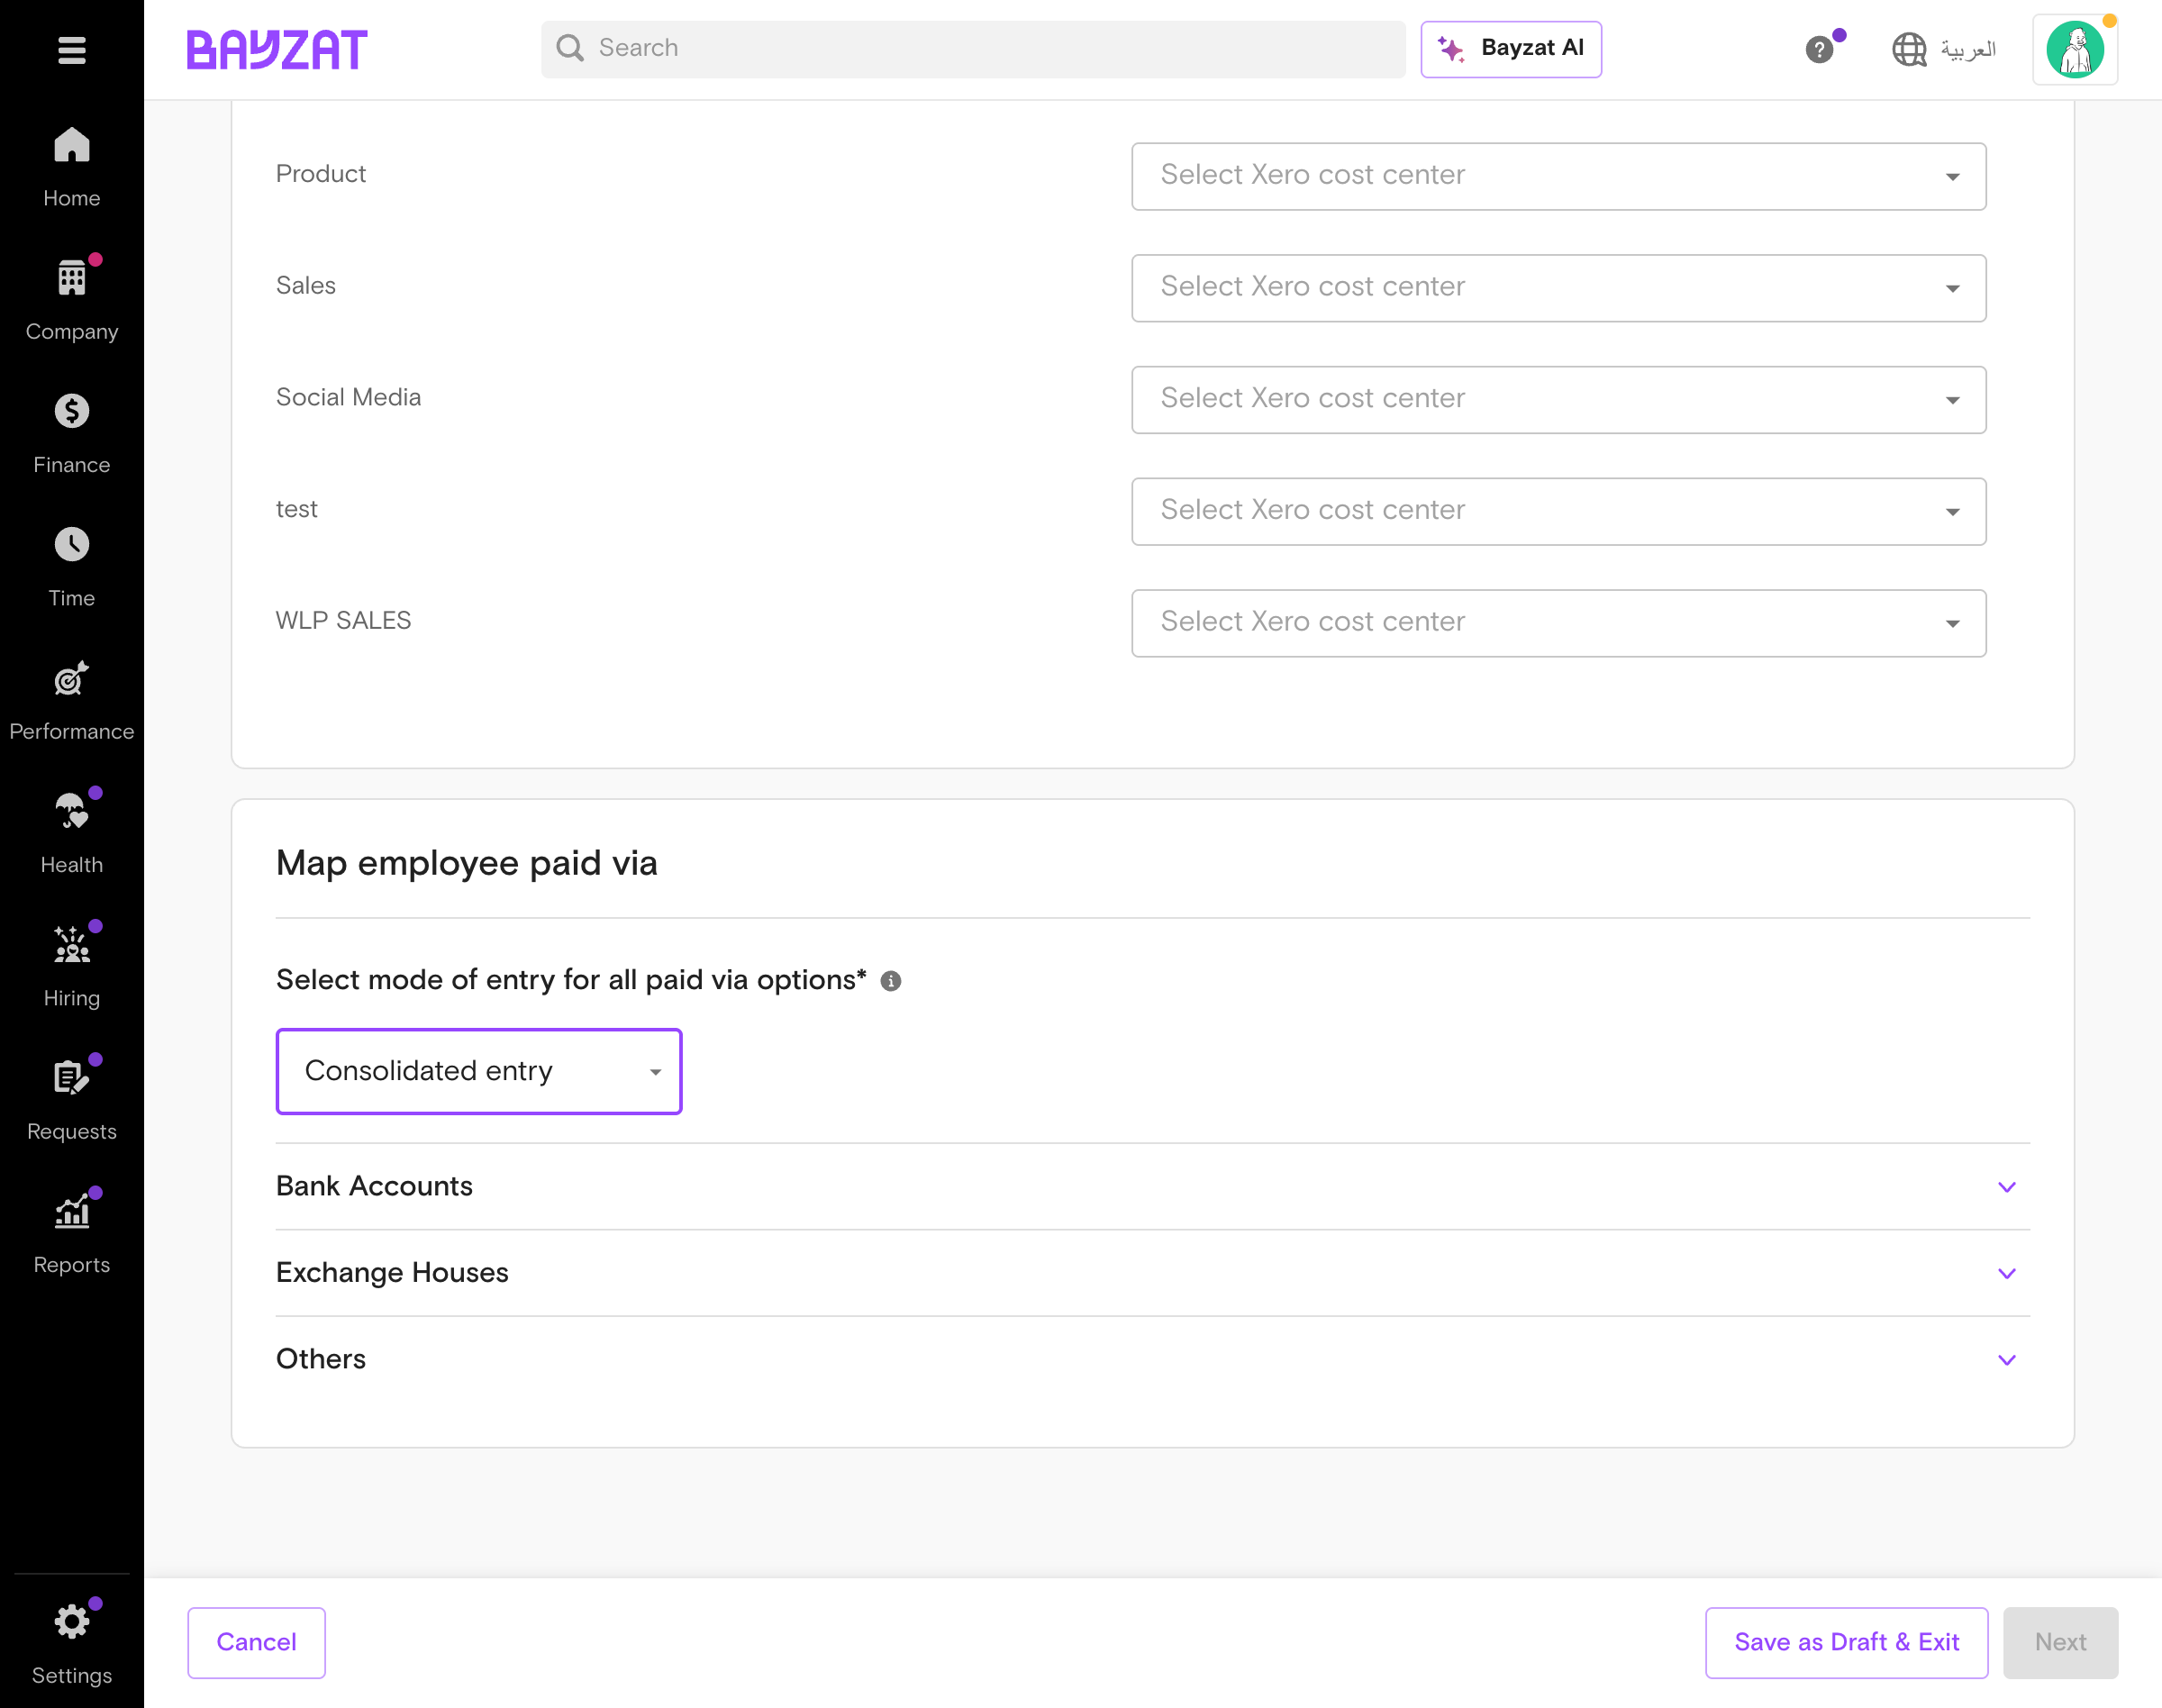 BAYZAT
Search
Bayzat AI
?
العربية
Home
Company
Finance
Time
Performance
Health
Hiring
Requests
Reports
Settings
Product
Select Xero cost center
Sales
Select Xero cost center
Social Media
Select Xero cost center
test
Select Xero cost center
WLP SALES
Select Xero cost center
Map employee paid via
Select mode of entry for all paid via options*
Consolidated entry
Bank Accounts
Exchange Houses
Others
Cancel
Save as Draft & Exit
Next